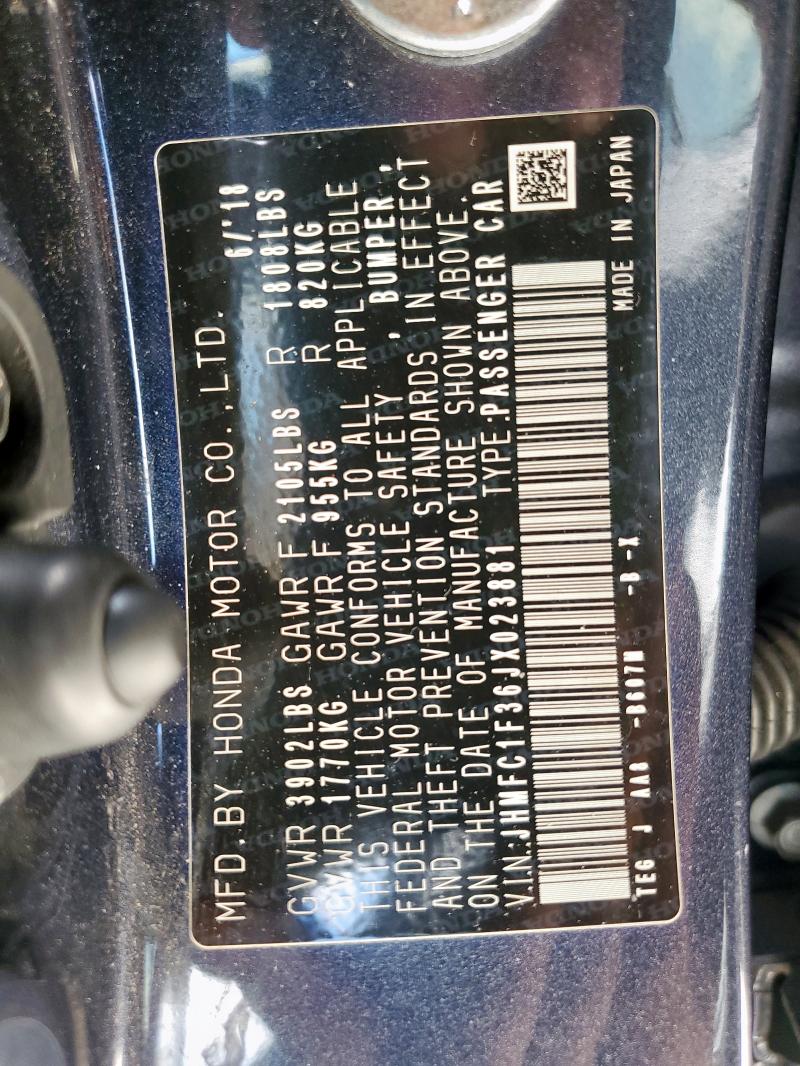 MFD.BY HONDA MOTOR CO.,LTD. 6/'18
GVWR 3902LBS GAWR F 2105LBS R 1808LBS
GVWR 1770KG GAWR F 955KG R 820KG
THIS VEHICLE CONFORMS TO ALL APPLICABLE
FEDERAL MOTOR VEHICLE SAFETY , BUMPER ,
AND THEFT PREVENTION STANDARDS IN EFFECT
ON THE DATE OF MANUFACTURE SHOWN ABOVE.
VIN:JHMFC1F36JX023881 TYPE:PASSENGER CAR
TEG J AA8 -B607M -B -X MADE IN JAPAN